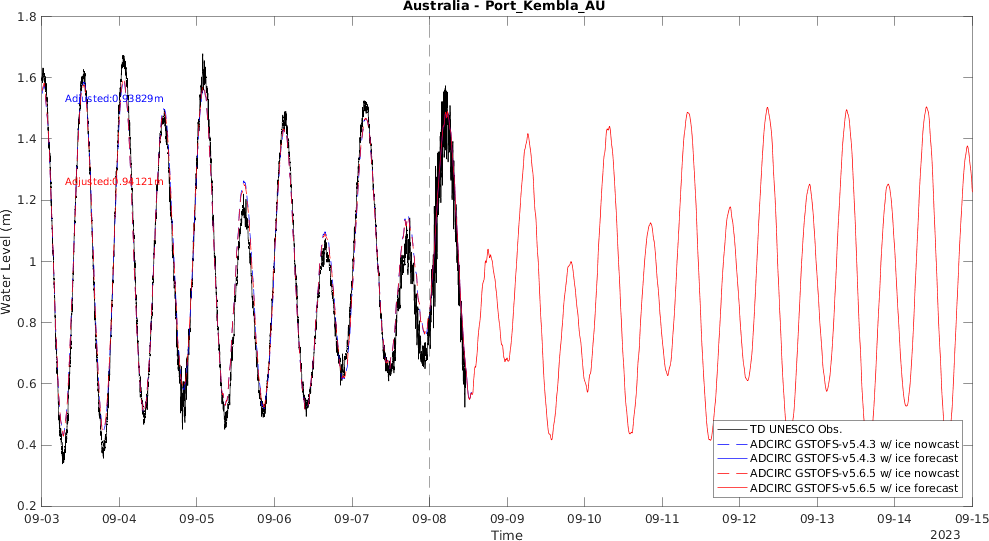 Australia - Port_Kembla_AU
1.8
1.6
1.4
1.2
1
0.8
0.6
0.4
0.2
Water Level (m)
Adjusted:0.93829m
Adjusted:0.94121m
TD UNESCO Obs.
ADCIRC GSTOFS-v5.4.3 w/ ice nowcast
ADCIRC GSTOFS-v5.4.3 w/ ice forecast
ADCIRC GSTOFS-v5.6.5 w/ ice nowcast
ADCIRC GSTOFS-v5.6.5 w/ ice forecast
09-03 09-04 09-05 09-06 09-07 09-08 09-09 09-10 09-11 09-12 09-13 09-14 09-15
Time
2023